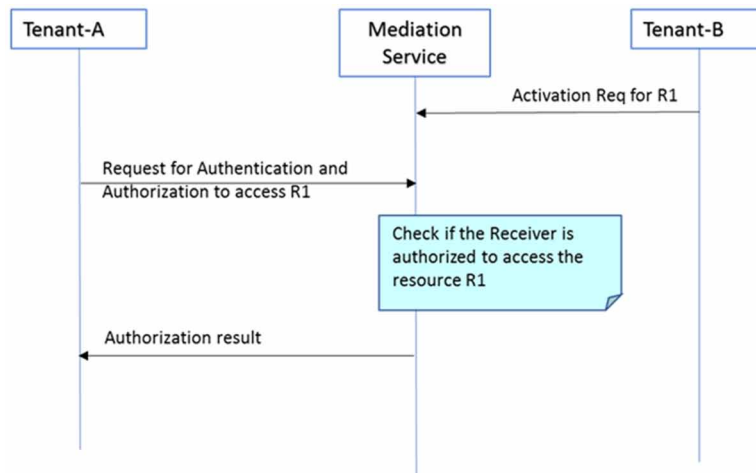 Tenant-A
Mediation
Service
Tenant-B
Activation Req for R1
Request for Authentication and
Authorization to access R1
Check if the Receiver is
authorized to access the
resource R1
Authorization result